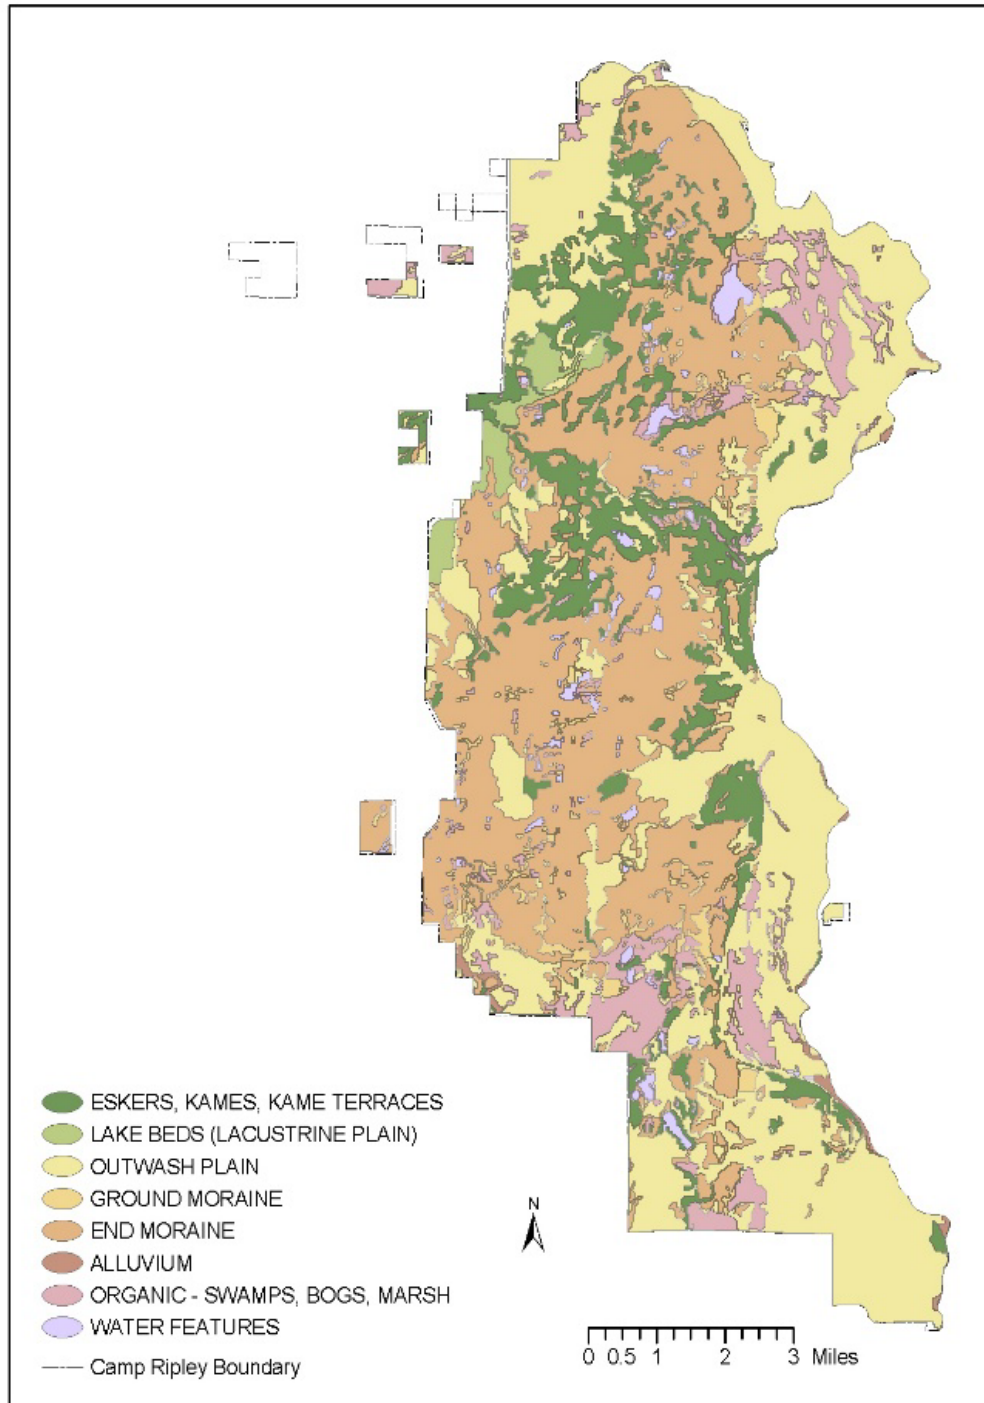 ESKERS, KAMES, KAME TERRACES
LAKE BEDS (LACUSTRINE PLAIN)
OUTWASH PLAIN
GROUND MORAINE
END MORAINE
ALLUVIUM
ORGANIC - SWAMPS, BOGS, MARSH
WATER FEATURES
Camp Ripley Boundary
N
0 0.5 1 2 3 Miles